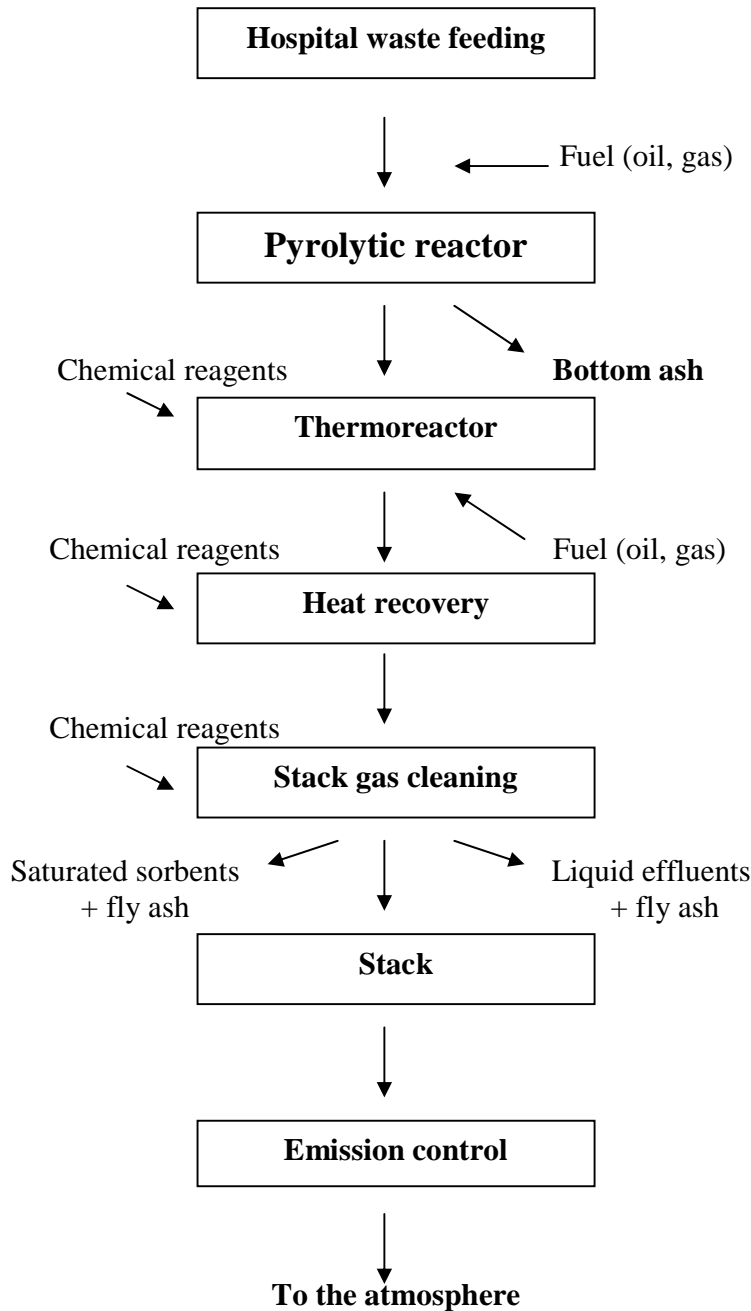 Hospital waste feeding
Fuel (oil, gas)
Pyrolytic reactor
Chemical reagents
Bottom ash
Thermoreactor
Chemical reagents
Fuel (oil, gas)
Heat recovery
Chemical reagents
Stack gas cleaning
Saturated sorbents
+ fly ash
Liquid effluents
+ fly ash
Stack
Emission control
To the atmosphere